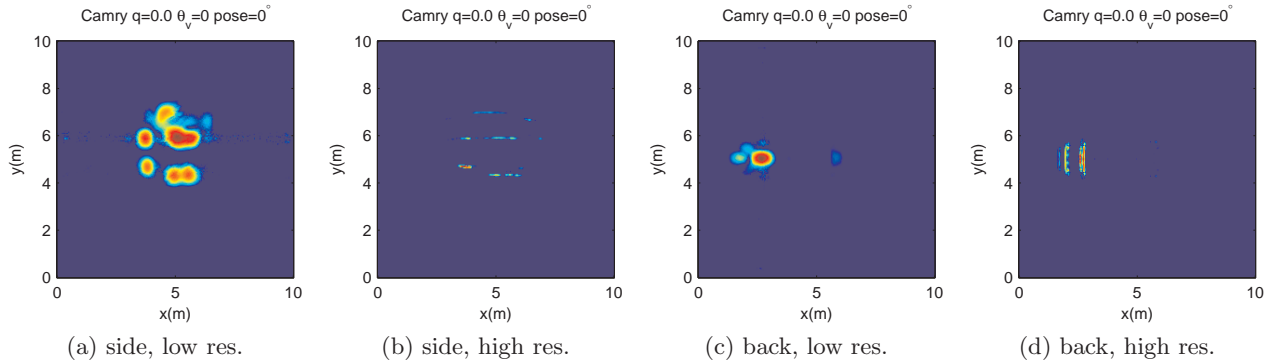 Camry q=0.0 θv=0 pose=0°
10
8
6
4
2
0
y(m)
0
5
10
x(m)
(a) side, low res.
Camry q=0.0 θv=0 pose=0°
10
8
6
4
2
0
y(m)
0
5
10
x(m)
(b) side, high res.
Camry q=0.0 θv=0 pose=0°
10
8
6
4
2
0
y(m)
0
5
10
x(m)
(c) back, low res.
Camry q=0.0 θv=0 pose=0°
10
8
6
4
2
0
y(m)
0
5
10
x(m)
(d) back, high res.